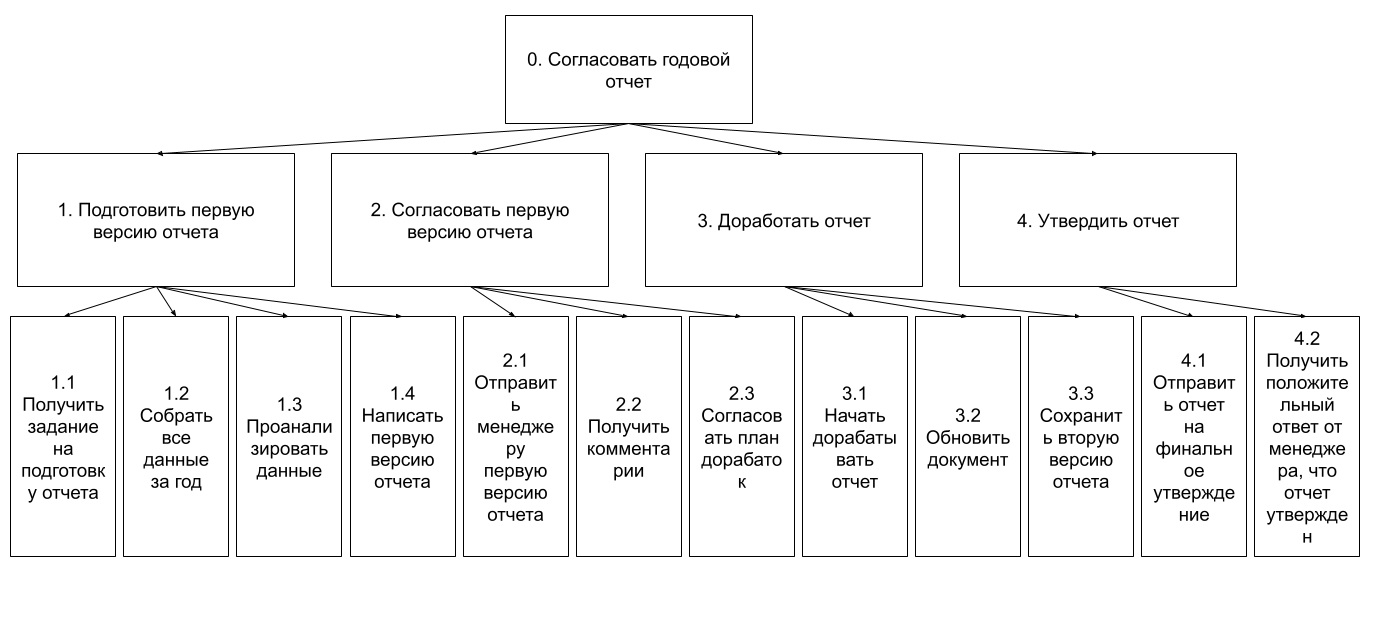 0. Согласовать годовой
отчет
1. Подготовить первую
версию отчета
2. Согласовать первую
версию отчета
3. Доработать отчет
4. Утвердить отчет
1.1
Получить
задание
на
подготовк
у отчета
1.2
Собрать
все
данные
за год
1.3
Проанали
зировать
данные
1.4
Написать
первую
версию
отчета
2.1
Отправит
ь
менедже
ру
первую
версию
отчета
2.2
Получить
коммента
рии
2.3
Согласов
ать план
доработо
к
3.1
Начать
дорабаты
вать
отчет
3.2
Обновить
документ
3.3
Сохранит
ь вторую
версию
отчета
4.1
Отправит
ь отчет
на
финальн
ое
утвержде
ние
4.2
Получить
положите
льный
ответ от
менедже
ра, что
отчет
утвержде
н